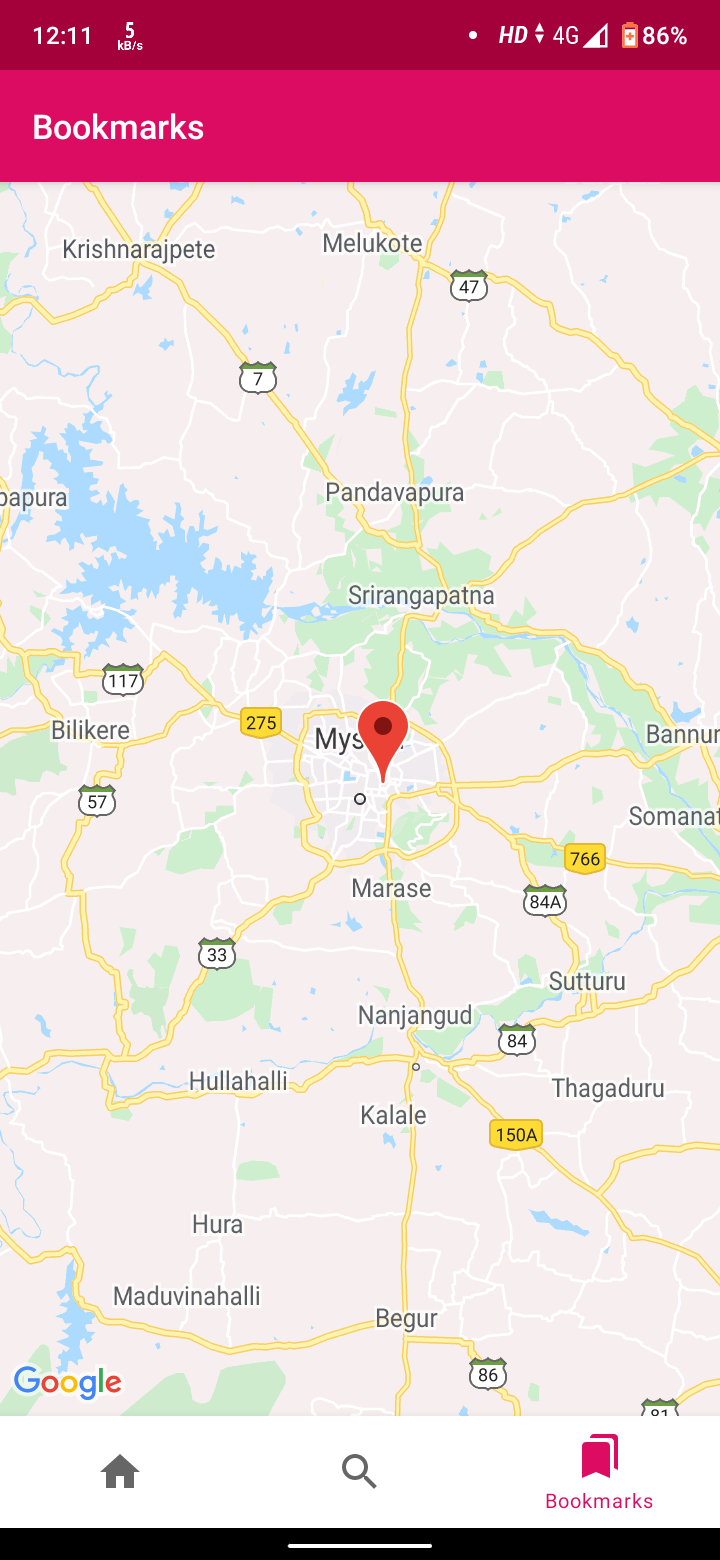 12:11 5 kB/s HD 4G 86%
Bookmarks
Krishnarajpete
Melukote
47
7
Pandavapura
bapura
Srirangapatna
117
275
Bilikere
Mys
Bannur
57
Somanat
766
Marase
84A
33
Sutturu
Nanjangud
84
Hullahalli
Thagaduru
Kalale
150A
Hura
Maduvinahalli
Begur
86
Google
81
Bookmarks